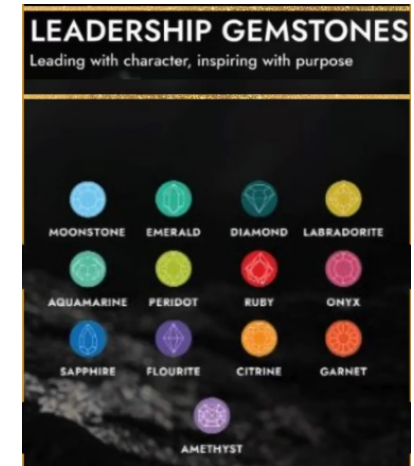 LEADERSHIP GEMSTONES
Leading with character, inspiring with purpose
MOONSTONE EMERALD DIAMOND LABRADORITE
AQUAMARINE PERIDOT RUBY ONYX
SAPPHIRE FLOURITE CITRINE GARNET
AMETHYST